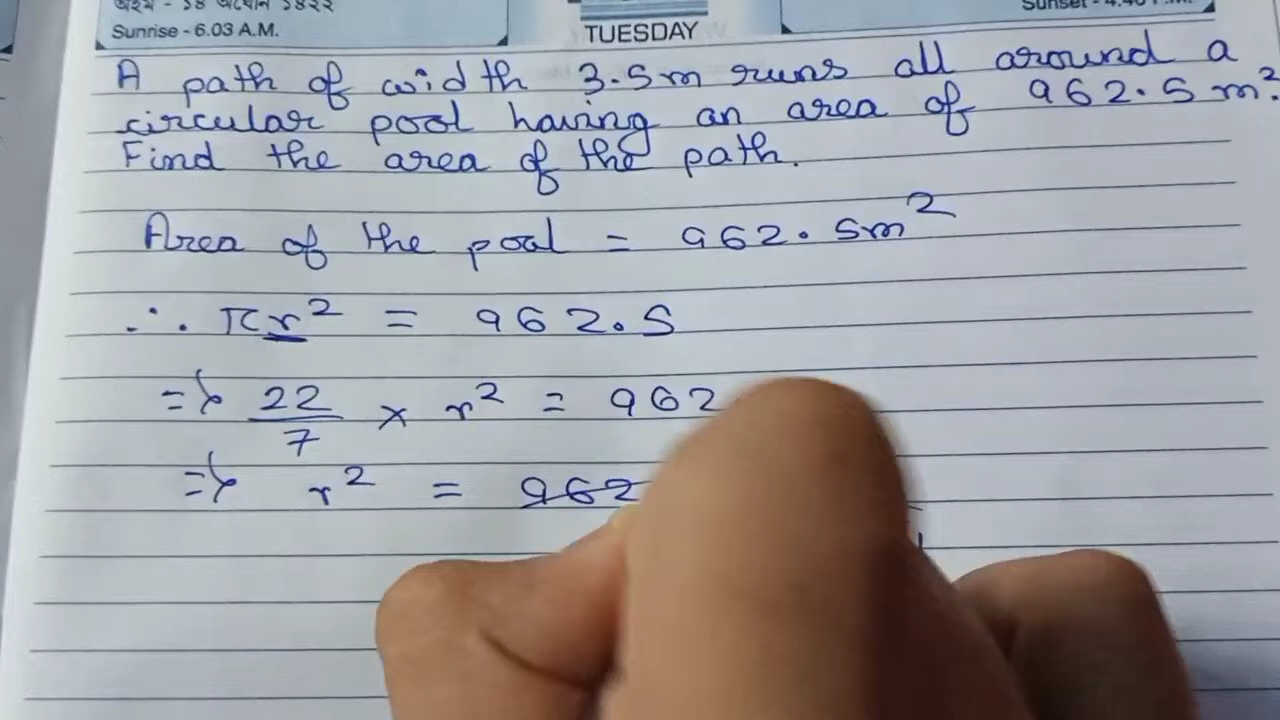 ১৪২২
Sunrise - 6.03 A.M.
TUESDAY
A path of width 3.5m runs all around a
circular pool having an area of 962.5 m².
Find the area of the path.
Area of the pool = 962.5m²
∴ πr² = 962.5
=> 22/7 × r² = 962
=> r² = 962